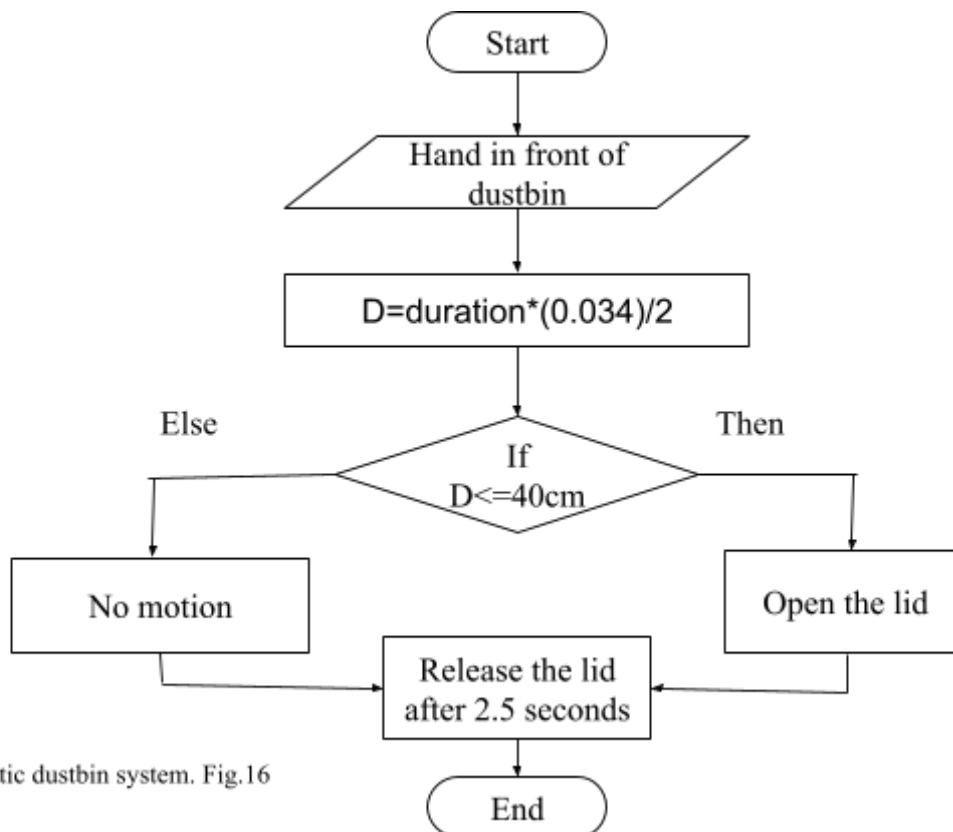 Start
Hand in front of
dustbin
D=duration*(0.034)/2
Else
Then
If
D<=40cm
No motion
Open the lid
Release the lid
after 2.5 seconds
dustbin system. Fig.16
End